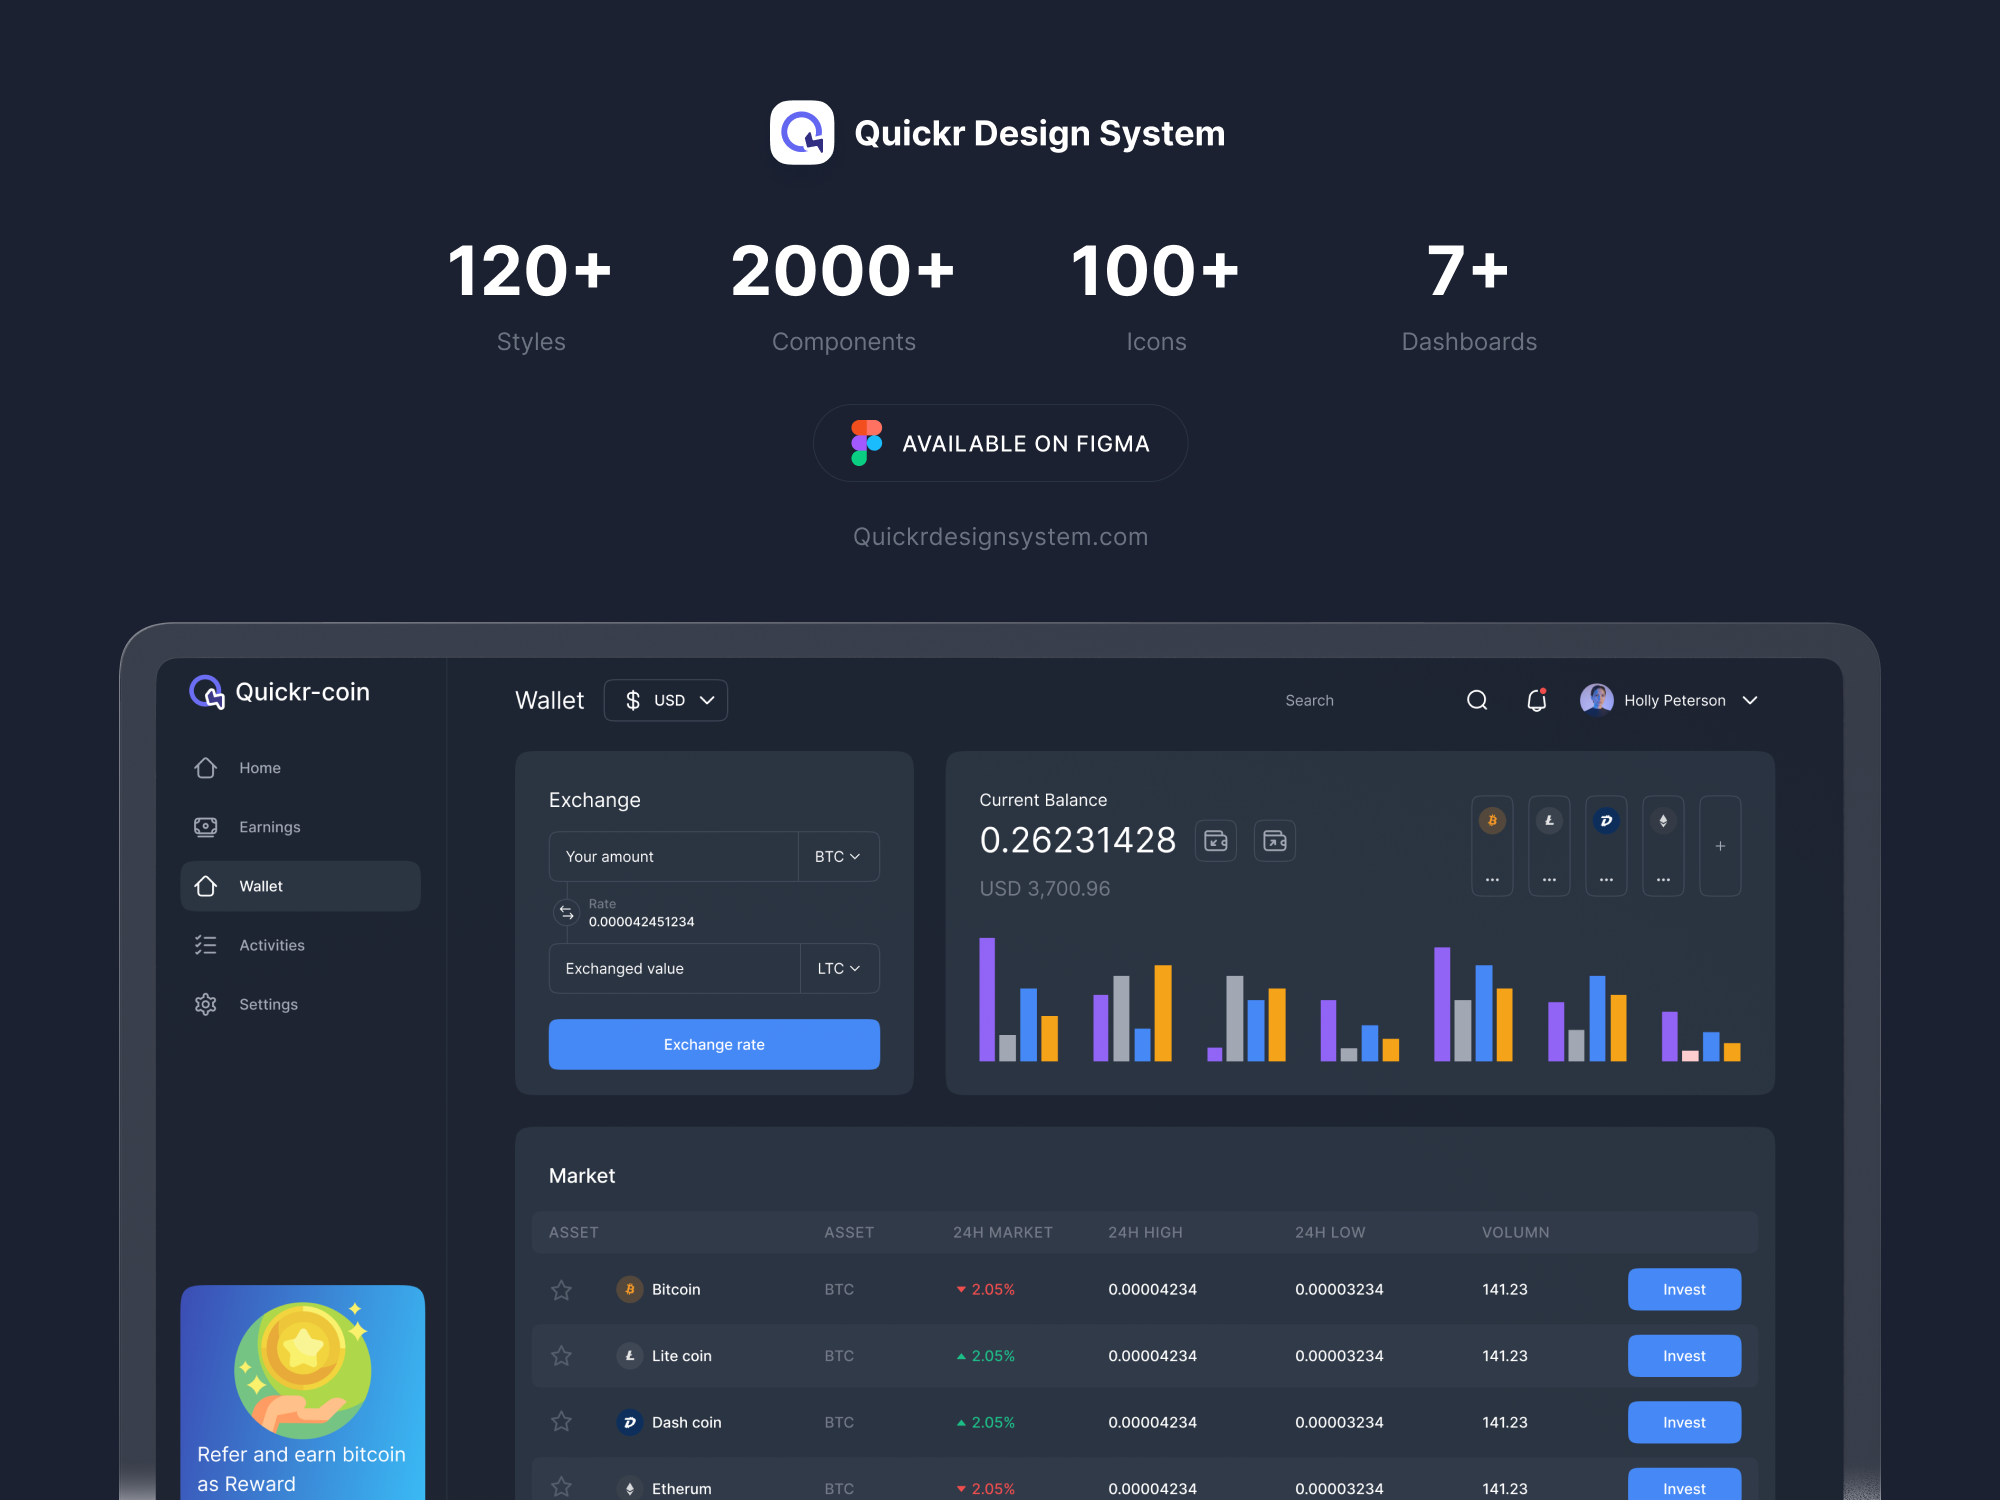 Quickr Design System
120+ 2000+ 100+ 7+
Styles Components Icons Dashboards
AVAILABLE ON FIGMA
Quickrdesignsystem.com
Quickr-coin
Home
Earnings
Wallet
Activities
Settings
Refer and earn bitcoin
as Reward
Wallet $ USD Search Holly Peterson
Exchange
Your amount BTC
Rate
0.000042451234
Exchanged value LTC
Exchange rate
Current Balance
0.26231428
USD 3,700.96
... ... ... ... +
Market
ASSET ASSET 24H MARKET 24H HIGH 24H LOW VOLUMN
Bitcoin BTC 2.05% 0.00004234 0.00003234 141.23 Invest
Lite coin BTC 2.05% 0.00004234 0.00003234 141.23 Invest
Dash coin BTC 2.05% 0.00004234 0.00003234 141.23 Invest
Etherum BTC 2.05% 0.00004234 0.00003234 141.23 Invest